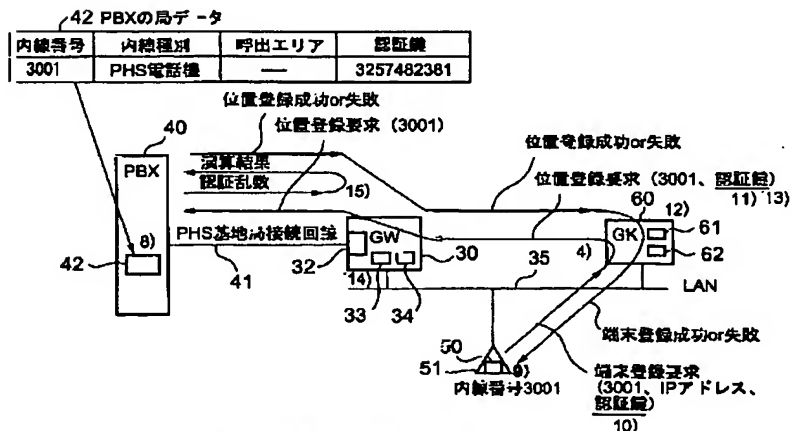 42 PBXの局データ
内線番号 内線種別 呼出エリア 認証鍵
3001 PHS電話機 — 3257482381
位置登録成功or失敗
位置登録要求（3001）
40
PBX
演算結果
認証乱数
15)
位置登録成功or失敗
位置登録要求（3001、認証鍵）
11) 13)
60
12)
8)
PHS基地局接続回線
GW
4)
GK
61
62
42
41
32
30
35
14)
33
34
LAN
端末登録成功or失敗
50
51
9)
内線番号3001
端末登録要求
（3001、IPアドレス、
認証鍵）
10)